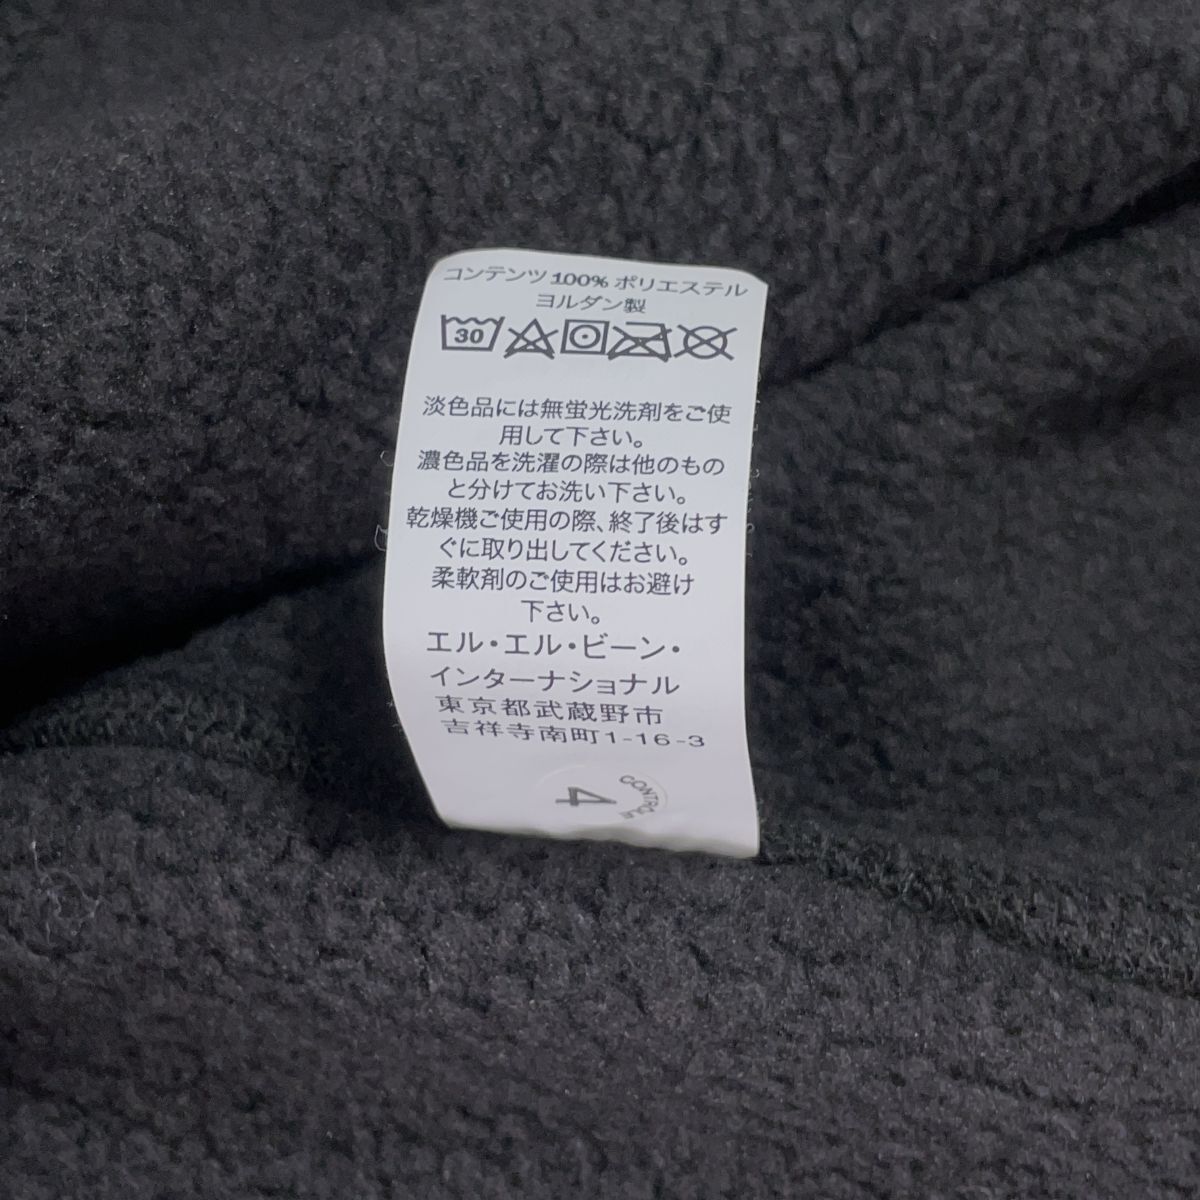 コンテンツ 100% ポリエステル
ヨルダン製
30
淡色品には無蛍光洗剤をご使
用して下さい。
濃色品を洗濯の際は他のもの
と分けてお洗い下さい。
乾燥機ご使用の際、終了後はす
ぐに取り出してください。
柔軟剤のご使用はお避け
下さい。
エル・エル・ビーン・
インターナショナル
東京都武蔵野市
吉祥寺南町1-16-3
CONTROLE
4